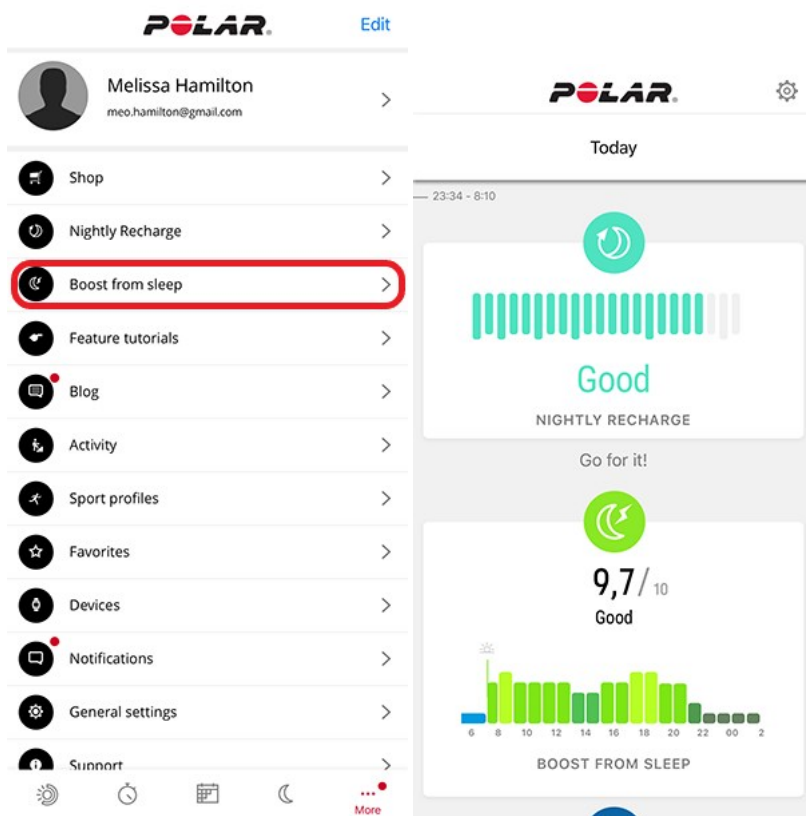 POLAR.
Edit
Melissa Hamilton
meo.hamilton@gmail.com
Shop
Nightly Recharge
Boost from sleep
Feature tutorials
Blog
Activity
Sport profiles
Favorites
Devices
Notifications
General settings
Support
More
POLAR.
Today
23:34 - 8:10
Good
NIGHTLY RECHARGE
Go for it!
9,7/ 10
Good
6 8 10 12 14 16 18 20 22 00 2
BOOST FROM SLEEP